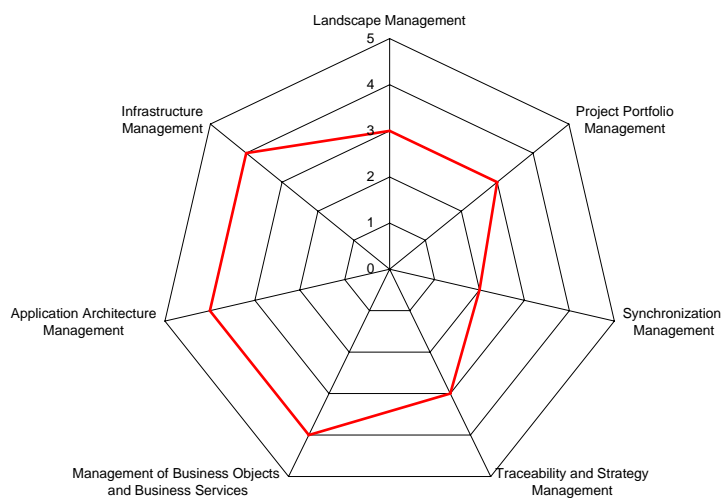 Landscape Management
5
4
3
2
1
0
Project Portfolio
Management
Synchronization
Management
Traceability and Strategy
Management
Management of Business Objects
and Business Services
Application Architecture
Management
Infrastructure
Management